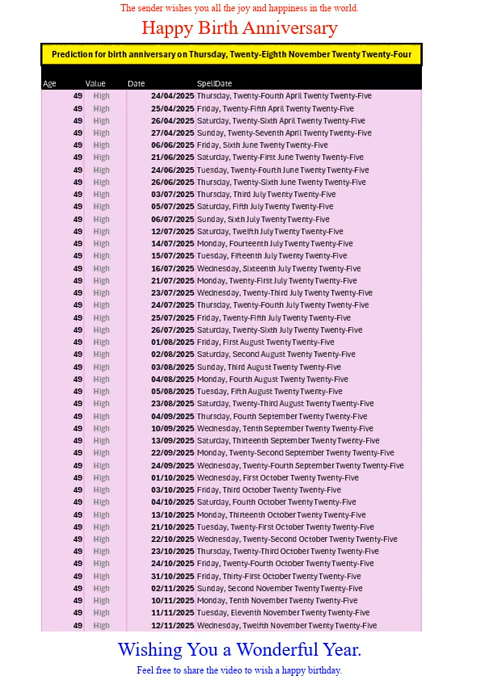 The sender wishes you all the joy and happiness in the world.
Happy Birth Anniversary
Prediction for birth anniversary on Thursday, Twenty-Eighth November Twenty Twenty-Four
Age Value Date SpellDate
49 High 24/04/2025 Thursday, Twenty-Fourth April Twenty Twenty-Five
49 High 25/04/2025 Friday, Twenty-Fifth April Twenty Twenty-Five
49 High 26/04/2025 Saturday, Twenty-Sixth April Twenty Twenty-Five
49 High 27/04/2025 Sunday, Twenty-Seventh April Twenty Twenty-Five
49 High 06/06/2025 Friday, Sixth June Twenty Twenty-Five
49 High 21/06/2025 Saturday, Twenty-First June Twenty Twenty-Five
49 High 24/06/2025 Tuesday, Twenty-Fourth June Twenty Twenty-Five
49 High 26/06/2025 Thursday, Twenty-Sixth June Twenty Twenty-Five
49 High 03/07/2025 Thursday, Third July Twenty Twenty-Five
49 High 05/07/2025 Saturday, Fifth July Twenty Twenty-Five
49 High 06/07/2025 Sunday, Sixth July Twenty Twenty-Five
49 High 12/07/2025 Saturday, Twelfth July Twenty Twenty-Five
49 High 14/07/2025 Monday, Fourteenth July Twenty Twenty-Five
49 High 15/07/2025 Tuesday, Fifteenth July Twenty Twenty-Five
49 High 16/07/2025 Wednesday, Sixteenth July Twenty Twenty-Five
49 High 21/07/2025 Monday, Twenty-First July Twenty Twenty-Five
49 High 23/07/2025 Wednesday, Twenty-Third July Twenty Twenty-Five
49 High 24/07/2025 Thursday, Twenty-Fourth July Twenty Twenty-Five
49 High 25/07/2025 Friday, Twenty-Fifth July Twenty Twenty-Five
49 High 26/07/2025 Saturday, Twenty-Sixth July Twenty Twenty-Five
49 High 01/08/2025 Friday, First August Twenty Twenty-Five
49 High 02/08/2025 Saturday, Second August Twenty Twenty-Five
49 High 03/08/2025 Sunday, Third August Twenty Twenty-Five
49 High 04/08/2025 Monday, Fourth August Twenty Twenty-Five
49 High 05/08/2025 Tuesday, Fifth August Twenty Twenty-Five
49 High 23/08/2025 Saturday, Twenty-Third August Twenty Twenty-Five
49 High 04/09/2025 Thursday, Fourth September Twenty Twenty-Five
49 High 10/09/2025 Wednesday, Tenth September Twenty Twenty-Five
49 High 13/09/2025 Saturday, Thirteenth September Twenty Twenty-Five
49 High 22/09/2025 Monday, Twenty-Second September Twenty Twenty-Five
49 High 24/09/2025 Wednesday, Twenty-Fourth September Twenty Twenty-Five
49 High 01/10/2025 Wednesday, First October Twenty Twenty-Five
49 High 03/10/2025 Friday, Third October Twenty Twenty-Five
49 High 04/10/2025 Saturday, Fourth October Twenty Twenty-Five
49 High 13/10/2025 Monday, Thirteenth October Twenty Twenty-Five
49 High 21/10/2025 Tuesday, Twenty-First October Twenty Twenty-Five
49 High 22/10/2025 Wednesday, Twenty-Second October Twenty Twenty-Five
49 High 23/10/2025 Thursday, Twenty-Third October Twenty Twenty-Five
49 High 24/10/2025 Friday, Twenty-Fourth October Twenty Twenty-Five
49 High 31/10/2025 Friday, Thirty-First October Twenty Twenty-Five
49 High 02/11/2025 Sunday, Second November Twenty Twenty-Five
49 High 10/11/2025 Monday, Tenth November Twenty Twenty-Five
49 High 11/11/2025 Tuesday, Eleventh November Twenty Twenty-Five
49 High 12/11/2025 Wednesday, Twelfth November Twenty Twenty-Five
Wishing You a Wonderful Year.
Feel free to share the video to wish a happy birthday.